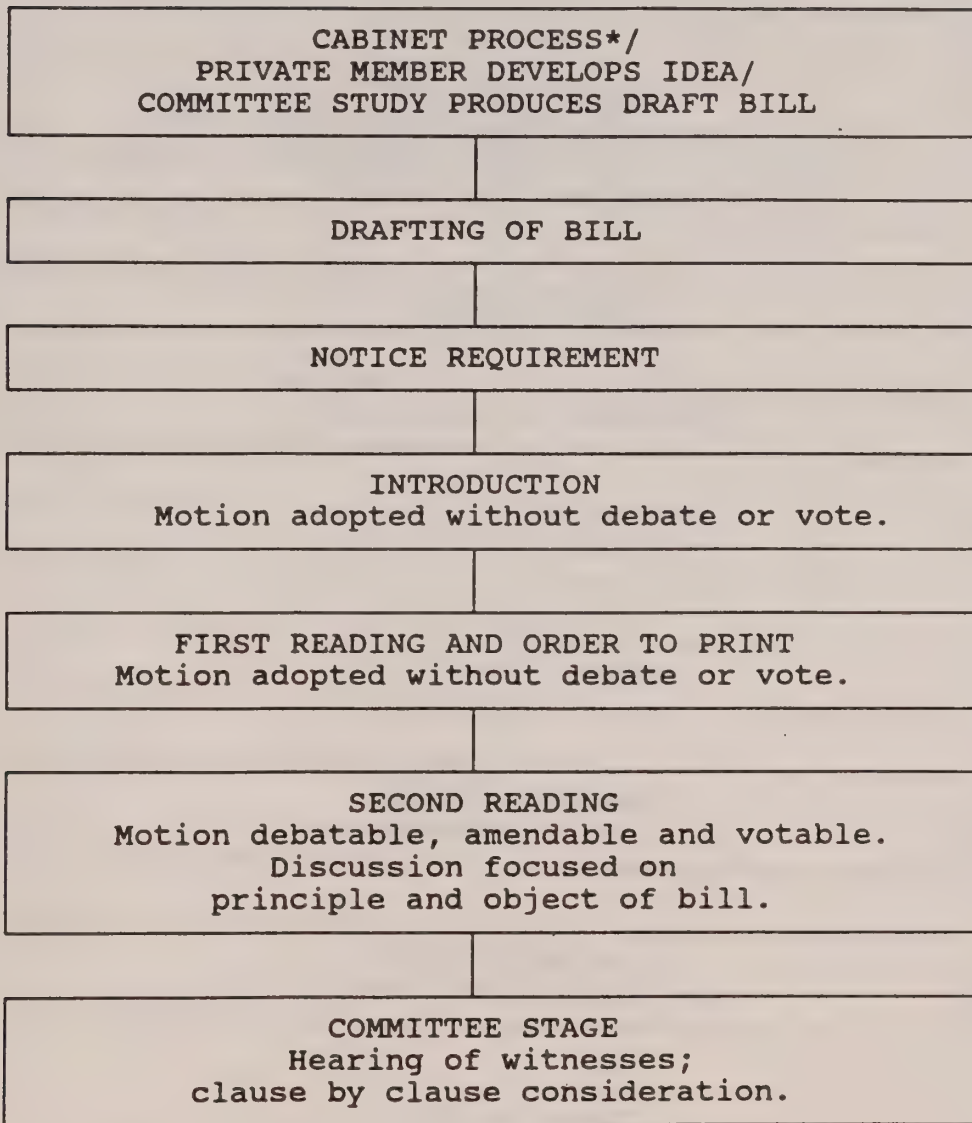 CABINET PROCESS*/
PRIVATE MEMBER DEVELOPS IDEA/
COMMITTEE STUDY PRODUCES DRAFT BILL
DRAFTING OF BILL
NOTICE REQUIREMENT
INTRODUCTION
Motion adopted without debate or vote.
FIRST READING AND ORDER TO PRINT
Motion adopted without debate or vote.
SECOND READING
Motion debatable, amendable and votable.
Discussion focused on
principle and object of bill.
COMMITTEE STAGE
Hearing of witnesses;
clause by clause consideration.